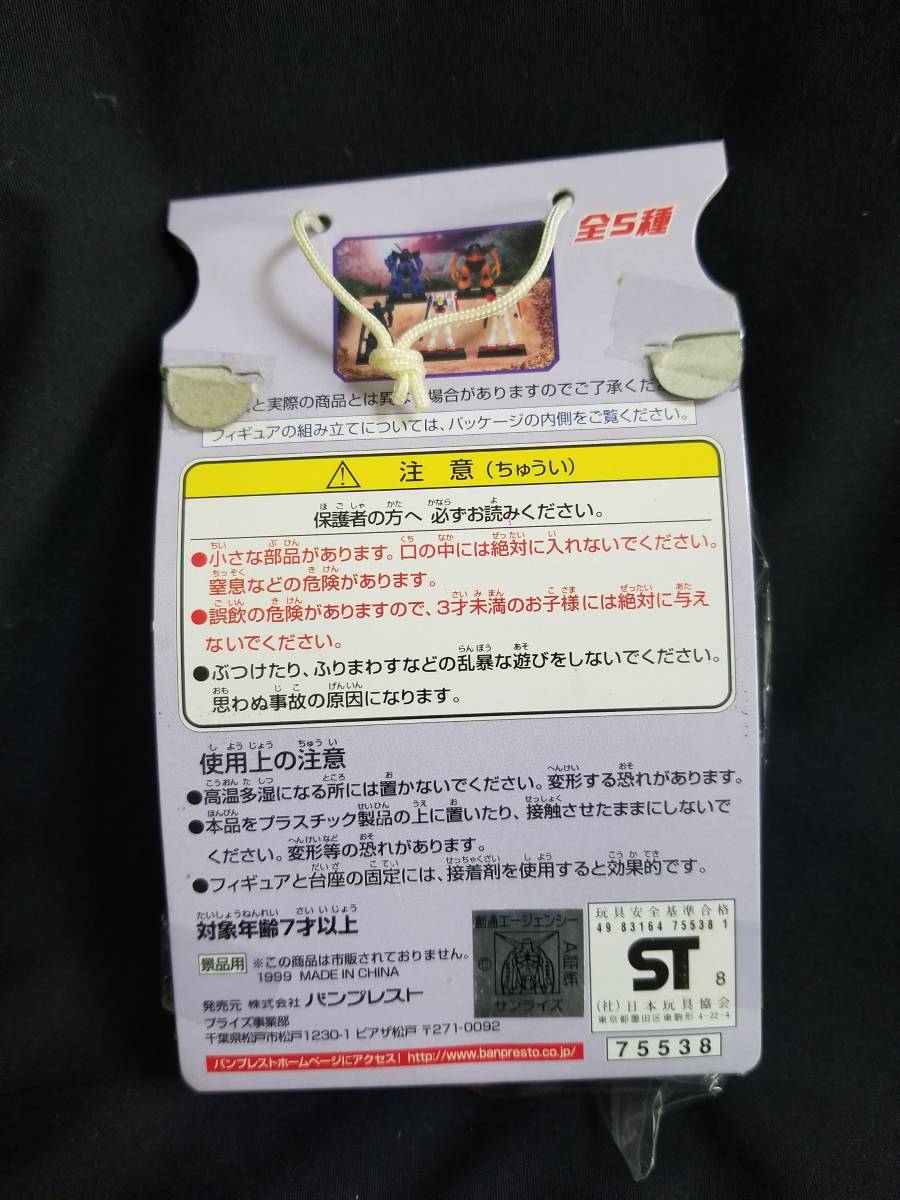 全5種
と実際の商品とは異なる場合がありますのでご了承くだ
フィギュアの組み立てについては、パッケージの内側をご覧ください。
注 意(ちゅうい)
保護者の方へ 必ずお読みください。
●小さな部品があります。口の中には絶対に入れないでください。
窒息などの危険があります。
●誤飲の危険がありますので、3才未満のお子様には絶対に与え
ないでください。
●ぶつけたり、ふりまわすなどの乱暴な遊びをしないでください。
思わぬ事故の原因になります。
使用上の注意
●高温多湿になる所には置かないでください。変形する恐れがあります。
●本品をプラスチック製品の上に置いたり、接触させたままにしないで
ください。変形等の恐れがあります。
●フィギュアと台座の固定には、接着剤を使用すると効果的です。
対象年齢7才以上
景品用 ※この商品は市販されておりません。
1999 MADE IN CHINA
発売元 株式会社 バンプレスト
プライズ事業部
千葉県松戸市松戸1230-1 ピアザ松戸 〒271-0092
バンプレストホームページにアクセス! http://www.banpresto.co.jp/
創通エージェンシー
©
A証紙
サンライズ
玩具安全基準合格
49 83164 75538 1
ST
8
(社)日本玩具協会
東京都墨田区東駒形 4-22-4
75538